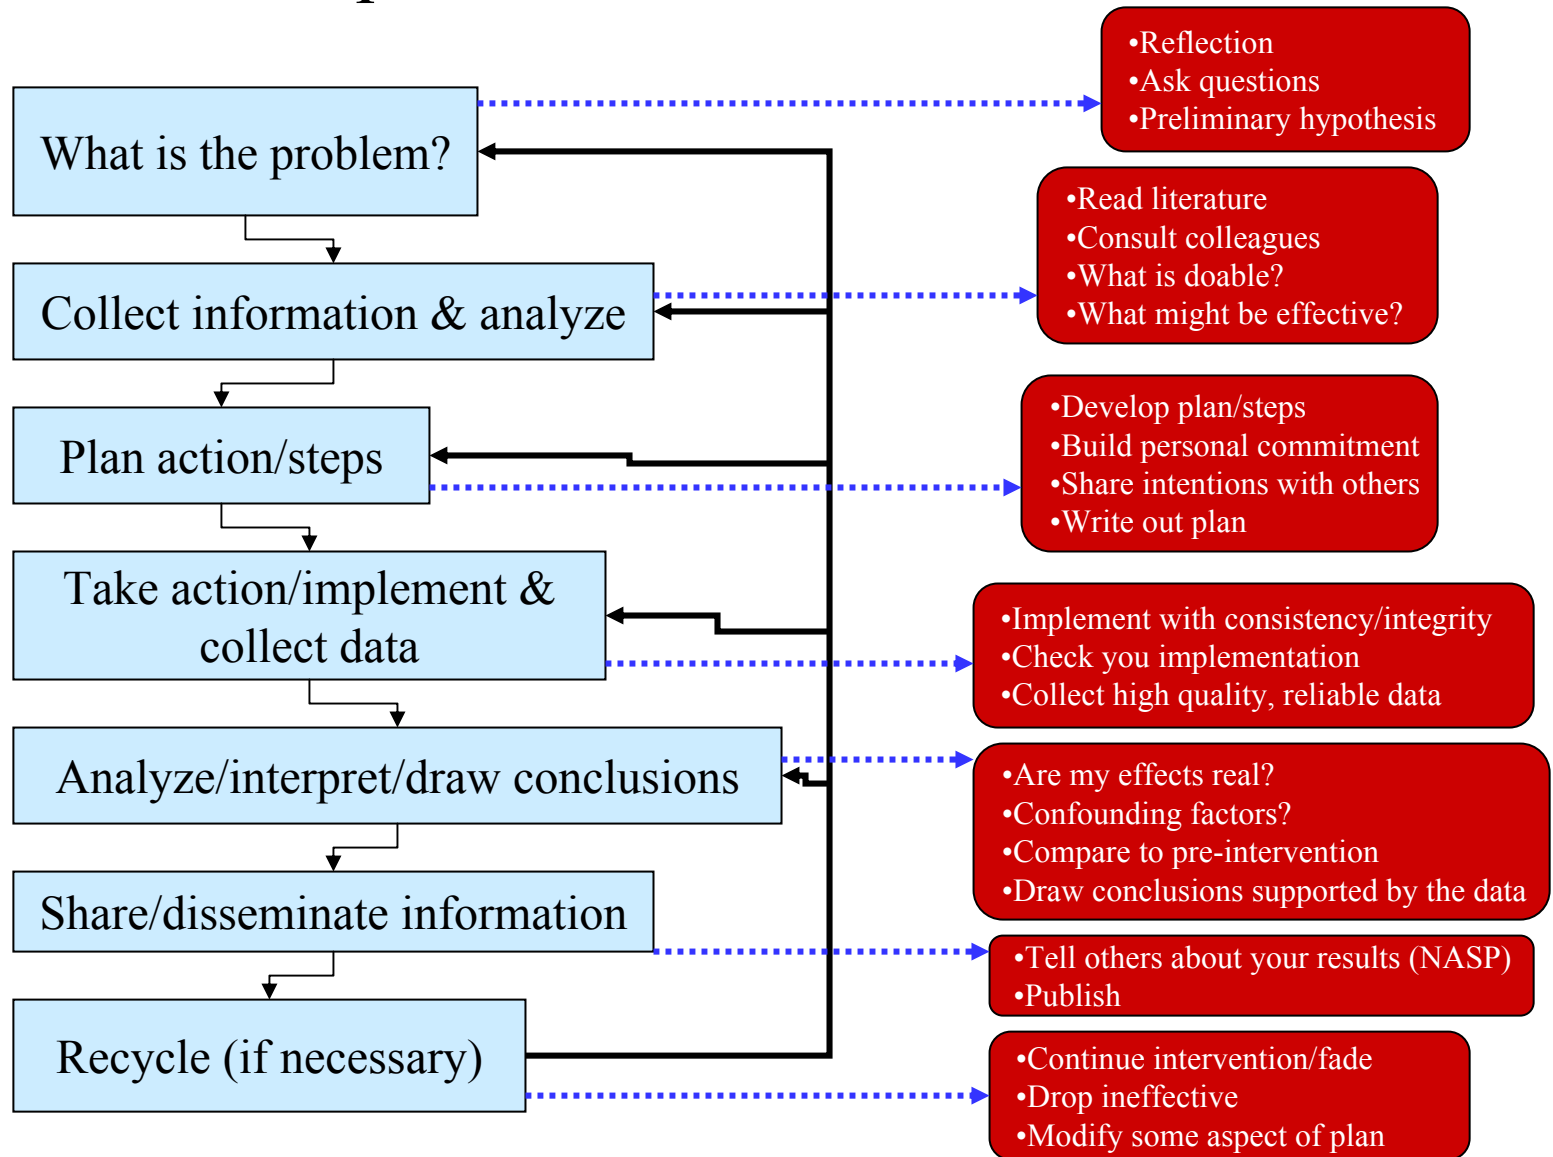 What is the problem?
•Reflection
•Ask questions
•Preliminary hypothesis
Collect information & analyze
•Read literature
•Consult colleagues
•What is doable?
•What might be effective?
Plan action/steps
•Develop plan/steps
•Build personal commitment
•Share intentions with others
•Write out plan
Take action/implement &
collect data
•Implement with consistency/integrity
•Check you implementation
•Collect high quality, reliable data
Analyze/interpret/draw conclusions
•Are my effects real?
•Confounding factors?
•Compare to pre-intervention
•Draw conclusions supported by the data
Share/disseminate information
•Tell others about your results (NASP)
•Publish
Recycle (if necessary)
•Continue intervention/fade
•Drop ineffective
•Modify some aspect of plan